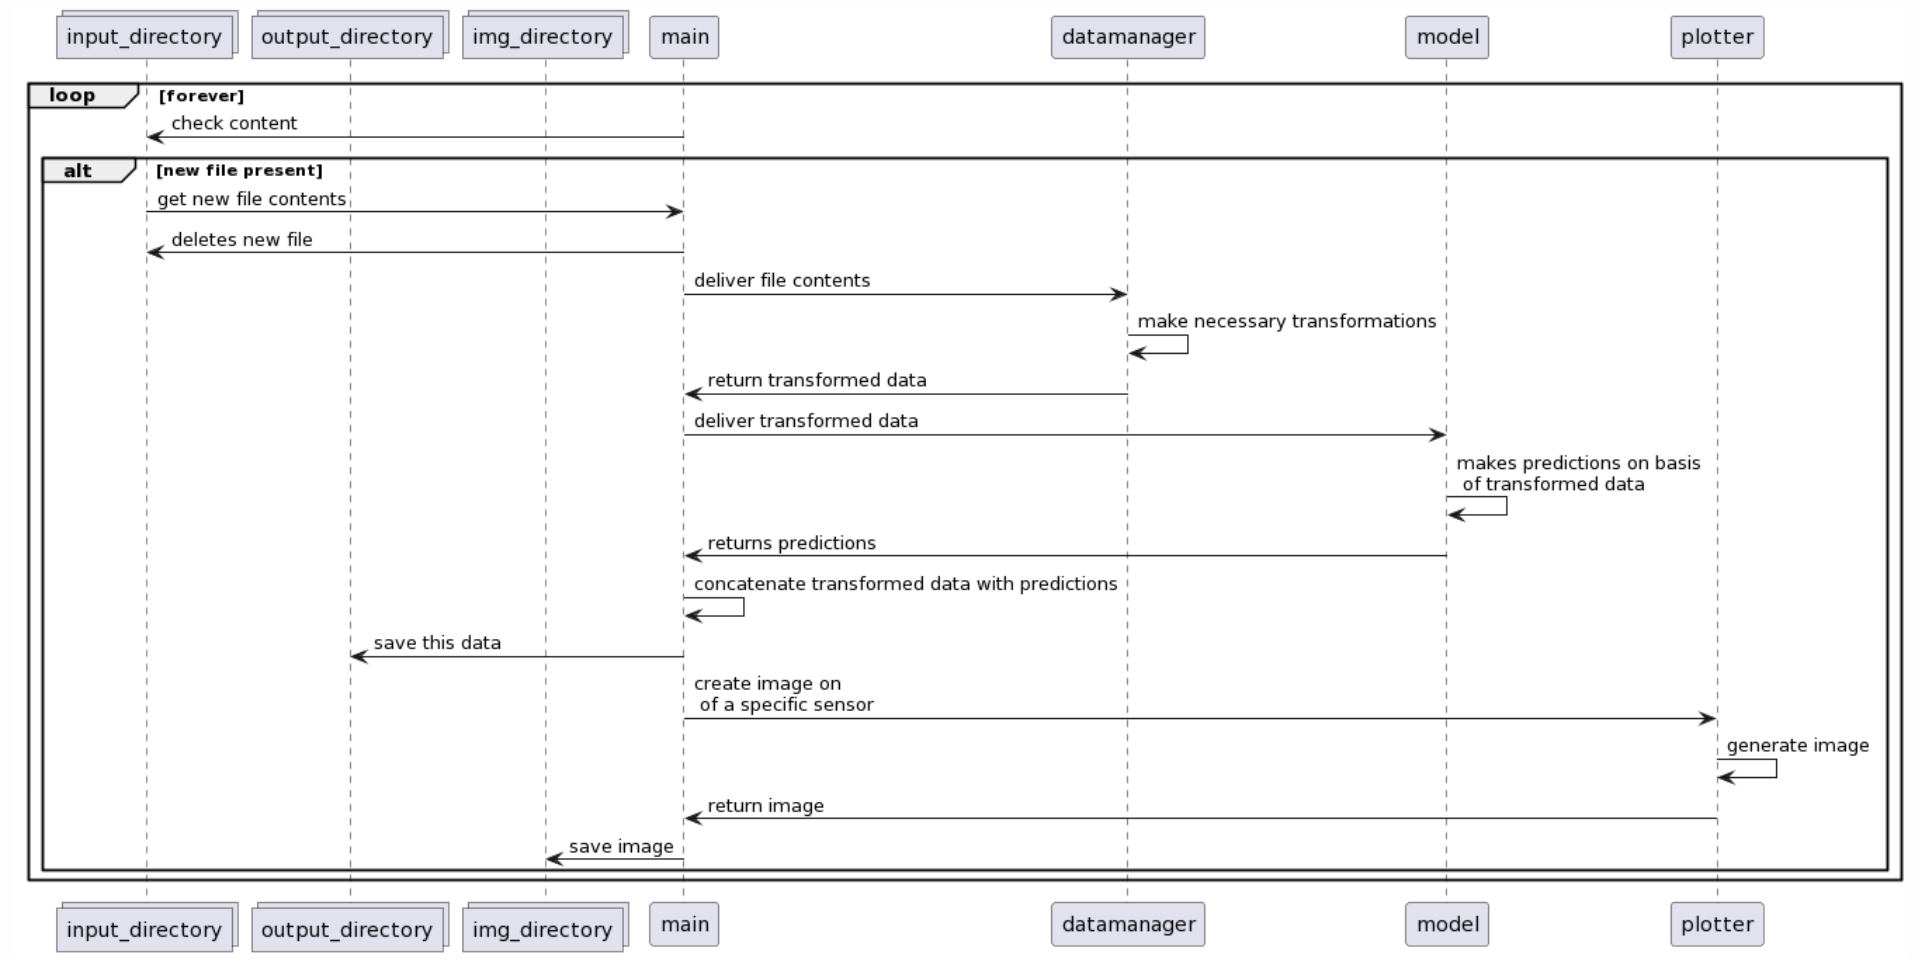 input_directory output_directory img_directory main datamanager model plotter
loop [forever]
check content
alt [new file present]
get new file contents
deletes new file
deliver file contents
make necessary transformations
return transformed data
deliver transformed data
makes predictions on basis
of transformed data
returns predictions
concatenate transformed data with predictions
save this data
create image on
of a specific sensor
generate image
return image
save image
input_directory output_directory img_directory main datamanager model plotter